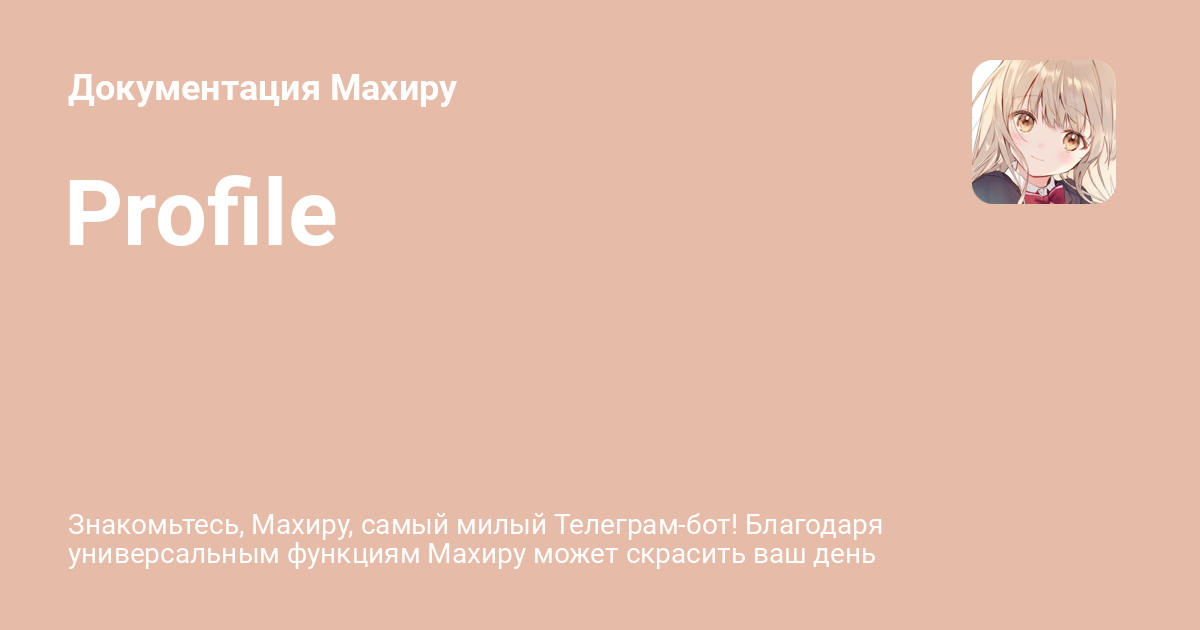 Документация Махиру
Profile
Знакомьтесь, Махиру, самый милый Телеграм-бот! Благодаря
универсальным функциям Махиру может скрасить ваш день